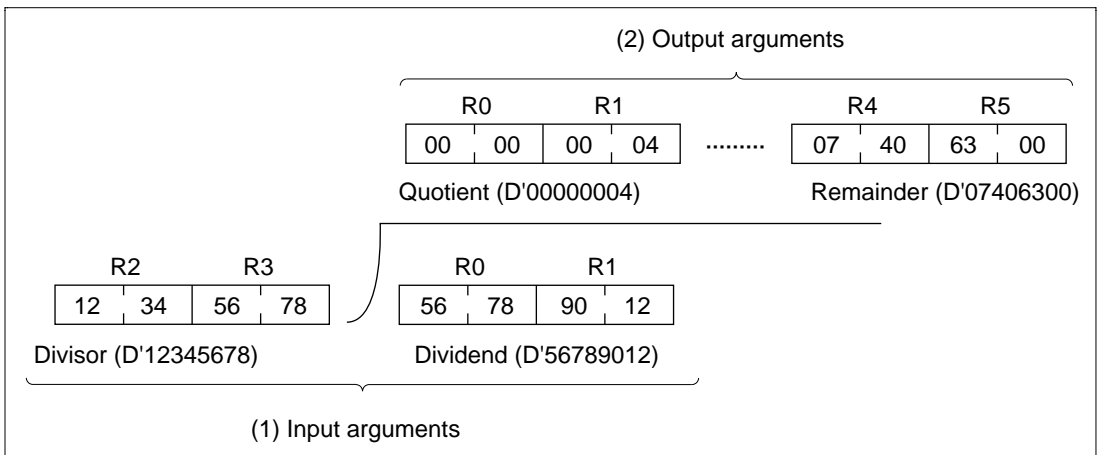 (2) Output arguments
R0 R1 R4 R5
00 00 00 04 ......... 07 40 63 00
Quotient (D'00000004) Remainder (D'07406300)
R2 R3 R0 R1
12 34 56 78 56 78 90 12
Divisor (D'12345678) Dividend (D'56789012)
(1) Input arguments